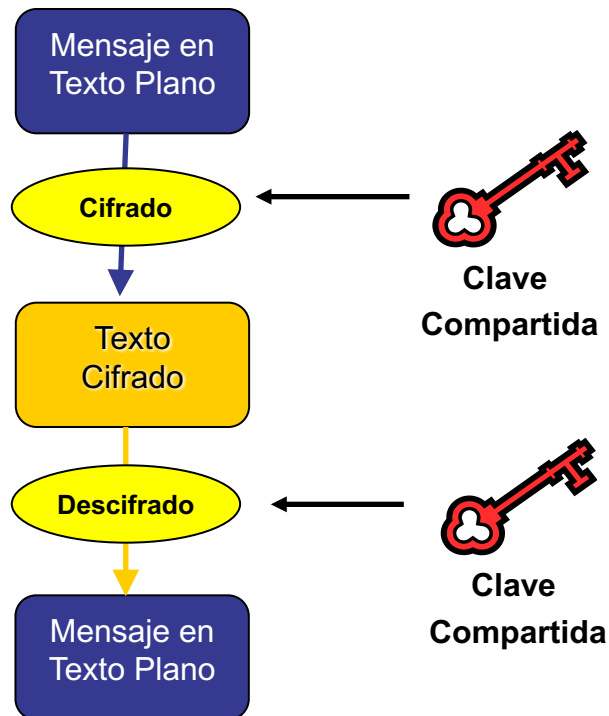 Mensaje en
Texto Plano
Cifrado
Clave
Compartida
Texto
Cifrado
Descifrado
Clave
Compartida
Mensaje en
Texto Plano